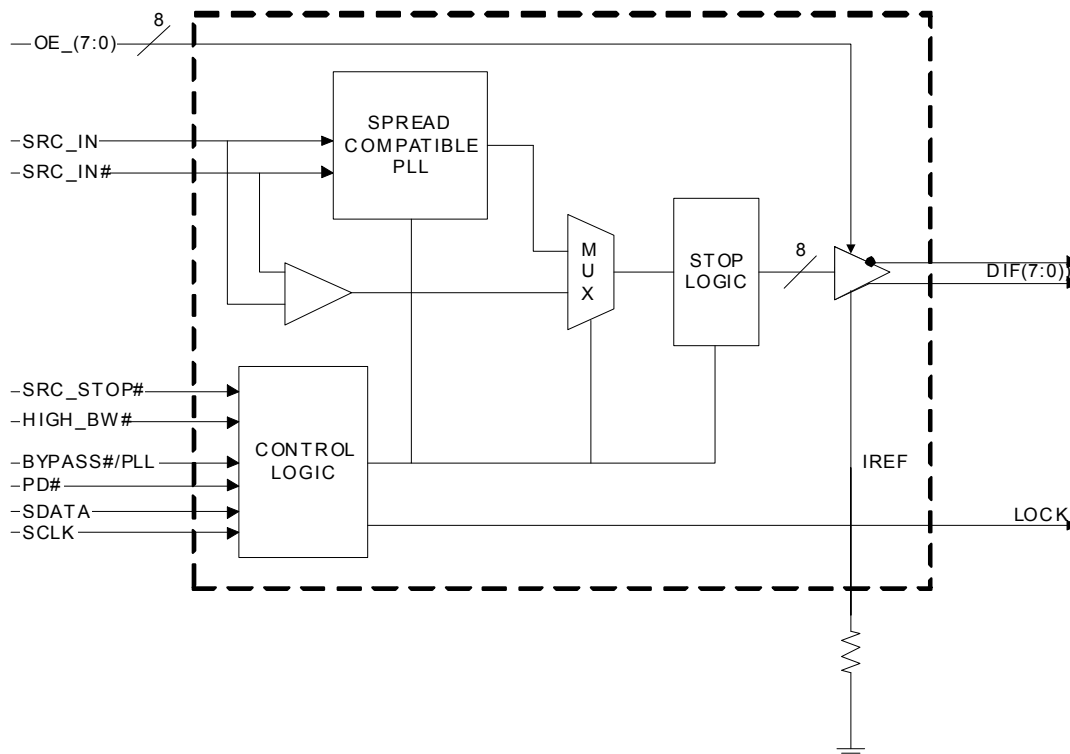 8
OE_(7:0)
SRC_IN
SRC_IN#
SPREAD
COMPATIBLE
PLL
M
U
X
STOP
LOGIC
8
DIF(7:0)
SRC_STOP#
HIGH_BW#
BYPASS#/PLL
PD#
SDATA
SCLK
CONTROL
LOGIC
IREF
LOCK